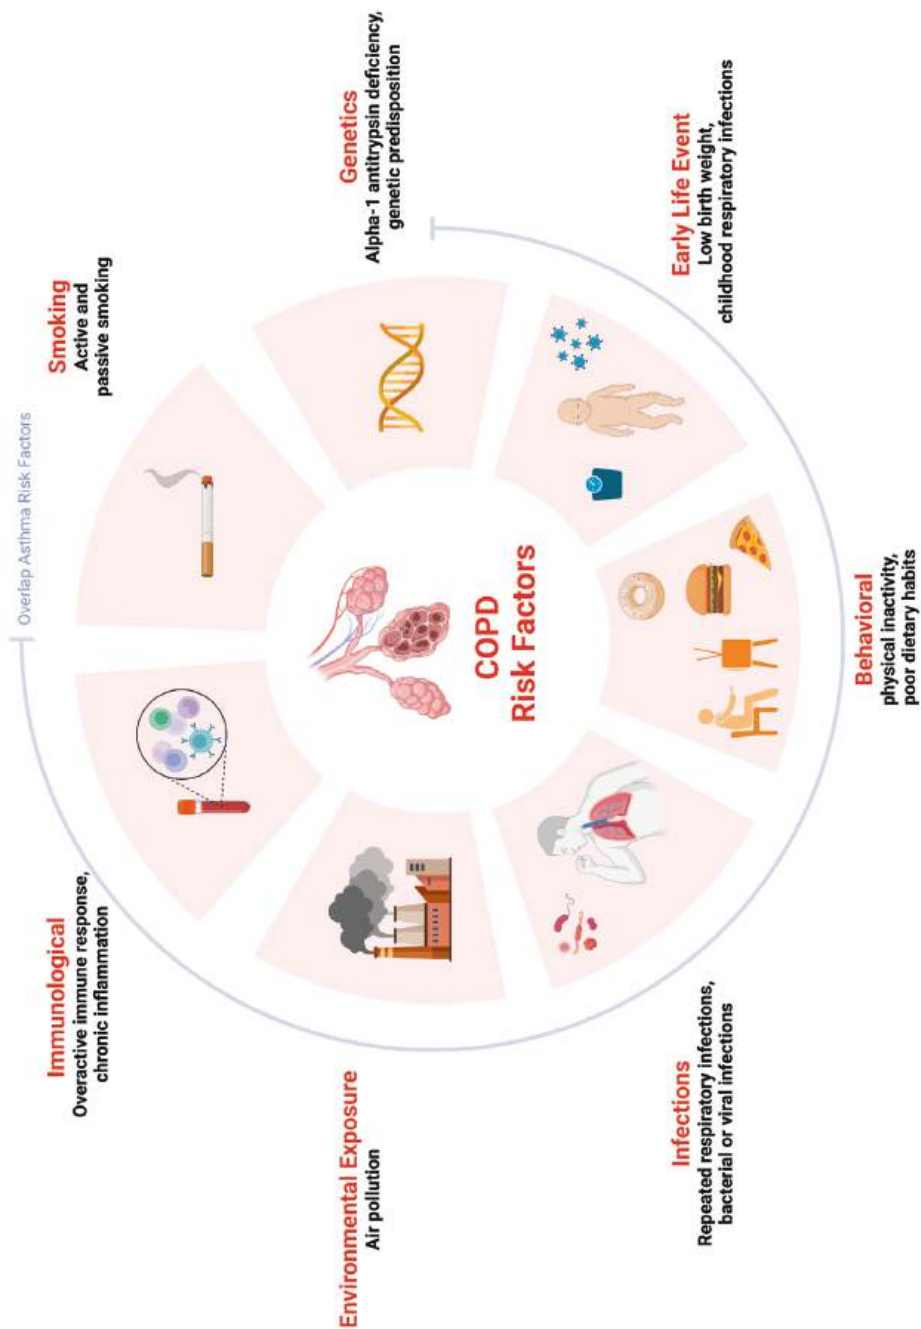 Overlap Asthma Risk Factors
Smoking
Active and
passive smoking
Genetics
Alpha-1 antitrypsin deficiency,
genetic predisposition
Early Life Event
Low birth weight,
childhood respiratory infections
Behavioral
physical inactivity,
poor dietary habits
Infections
Repeated respiratory infections,
bacterial or viral infections
Environmental Exposure
Air pollution
Immunological
Overactive immune response,
chronic inflammation
COPD
Risk Factors